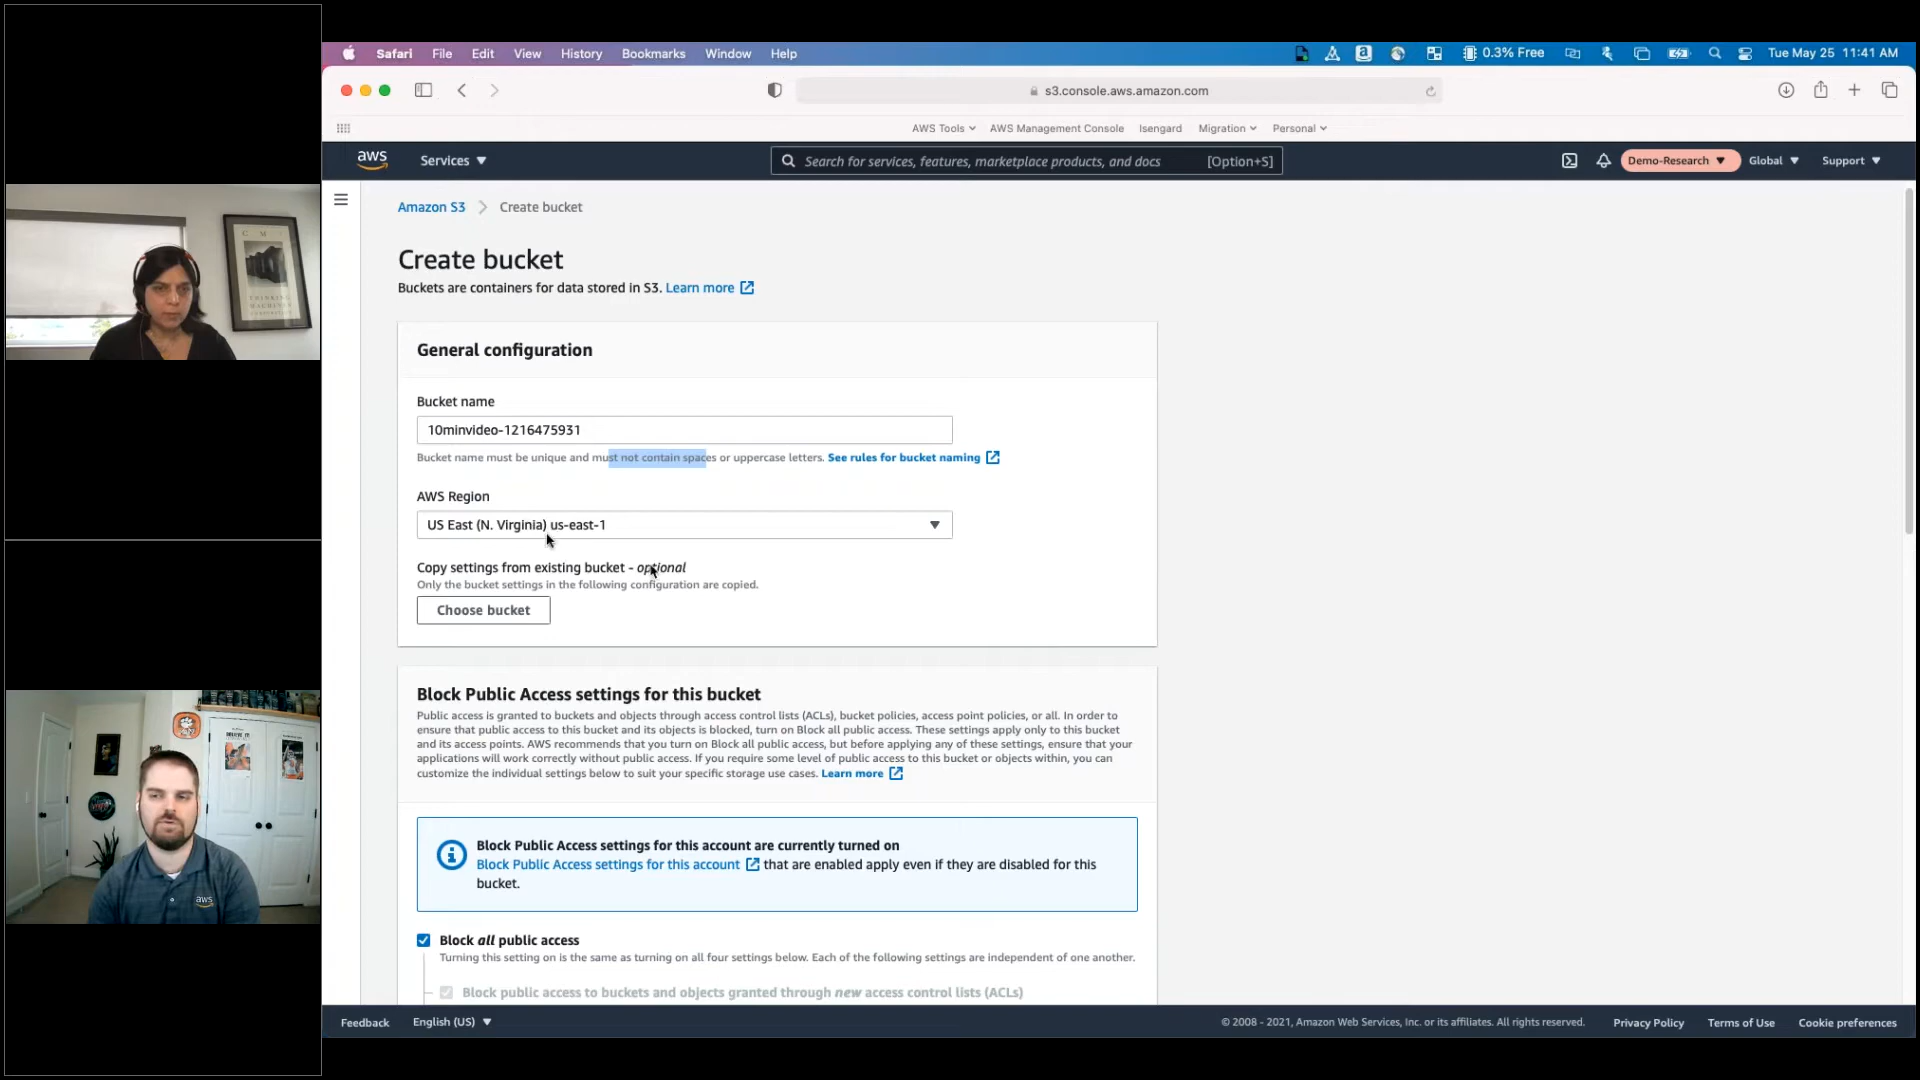 Safari File Edit View History Bookmarks Window Help 0.3% Free Tue May 25 11:41 AM
s3.console.aws.amazon.com
AWS Tools AWS Management Console Isengard Migration Personal
aws Services Search for services, features, marketplace products, and docs [Option+S] Demo-Research Global Support
Amazon S3 Create bucket
Create bucket
Buckets are containers for data stored in S3. Learn more
General configuration
Bucket name
10minvideo-1216475931
Bucket name must be unique and must not contain spaces or uppercase letters. See rules for bucket naming
AWS Region
US East (N. Virginia) us-east-1
Copy settings from existing bucket - optional
Only the bucket settings in the following configuration are copied.
Choose bucket
Block Public Access settings for this bucket
Public access is granted to buckets and objects through access control lists (ACLs), bucket policies, access point policies, or all. In order to
ensure that public access to this bucket and its objects is blocked, turn on Block all public access. These settings apply only to this bucket
and its access points. AWS recommends that you turn on Block all public access, but before applying any of these settings, ensure that your
applications will work correctly without public access. If you require some level of public access to this bucket or objects within, you can
customize the individual settings below to suit your specific storage use cases. Learn more
Block Public Access settings for this account are currently turned on
Block Public Access settings for this account that are enabled apply even if they are disabled for this
bucket.
Block all public access
Turning this setting on is the same as turning on all four settings below. Each of the following settings are independent of one another.
Block public access to buckets and objects granted through new access control lists (ACLs)
Feedback English (US) © 2008 - 2021, Amazon Web Services, Inc. or its affiliates. All rights reserved. Privacy Policy Terms of Use Cookie preferences
THINKING
MACHINES
aws